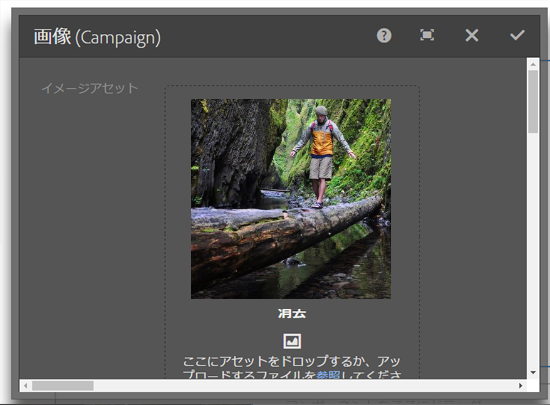 画像 (Campaign)
イメージアセット
消去
ここにアセットをドロップするか、アッ
プロードするファイルを参照してくださ